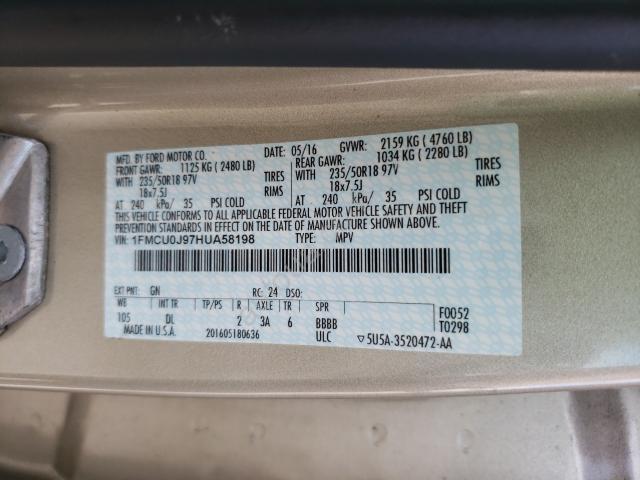 MFD. BY FORD MOTOR CO. DATE: 05/16 GVWR: 2159 KG (4760 LB)
FRONT GAWR: 1125 KG (2480 LB) REAR GAWR: 1034 KG (2280 LB)
WITH 235/50R18 97V TIRES WITH 235/50R18 97V TIRES
18x7.5J RIMS 18x7.5J RIMS
AT 240 kPa/ 35 PSI COLD AT 240 kPa/ 35 PSI COLD
THIS VEHICLE CONFORMS TO ALL APPLICABLE FEDERAL MOTOR VEHICLE SAFETY AND THEFT
PREVENTION STANDARDS IN EFFECT ON THE DATE OF MANUFACTURE SHOWN ABOVE.
VIN: 1FMCU0J97HUA58198 TYPE: MPV
EXT PNT: GN RC: 24 DSO:
WB INT TR TP/PS R AXLE TR SPR F0052
105 DL 2 3A 6 BBBB T0298
MADE IN U.S.A. 201605180636 ULC ▽5U5A-3520472-AA